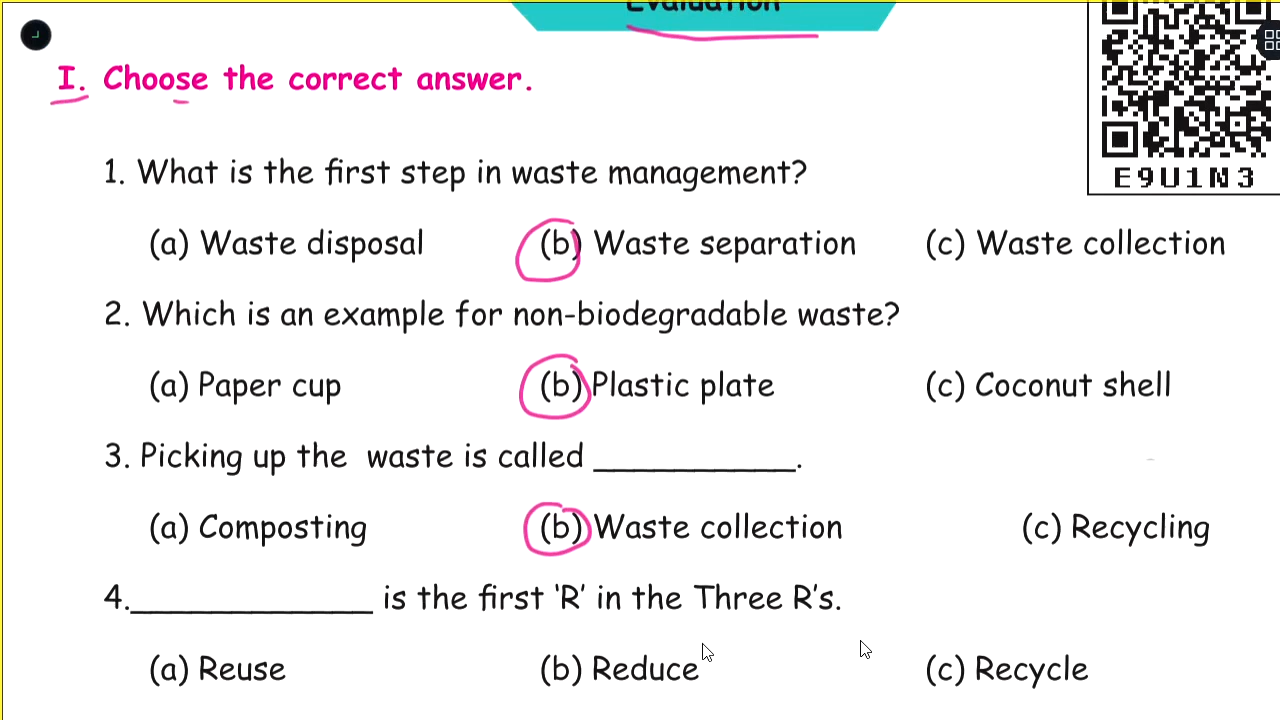 Evaluation
I. Choose the correct answer.
E9U1N3
1. What is the first step in waste management?
(a) Waste disposal (b) Waste separation (c) Waste collection
2. Which is an example for non-biodegradable waste?
(a) Paper cup (b) Plastic plate (c) Coconut shell
3. Picking up the waste is called __________.
(a) Composting (b) Waste collection (c) Recycling
4.____________ is the first ‘R’ in the Three R’s.
(a) Reuse (b) Reduce (c) Recycle